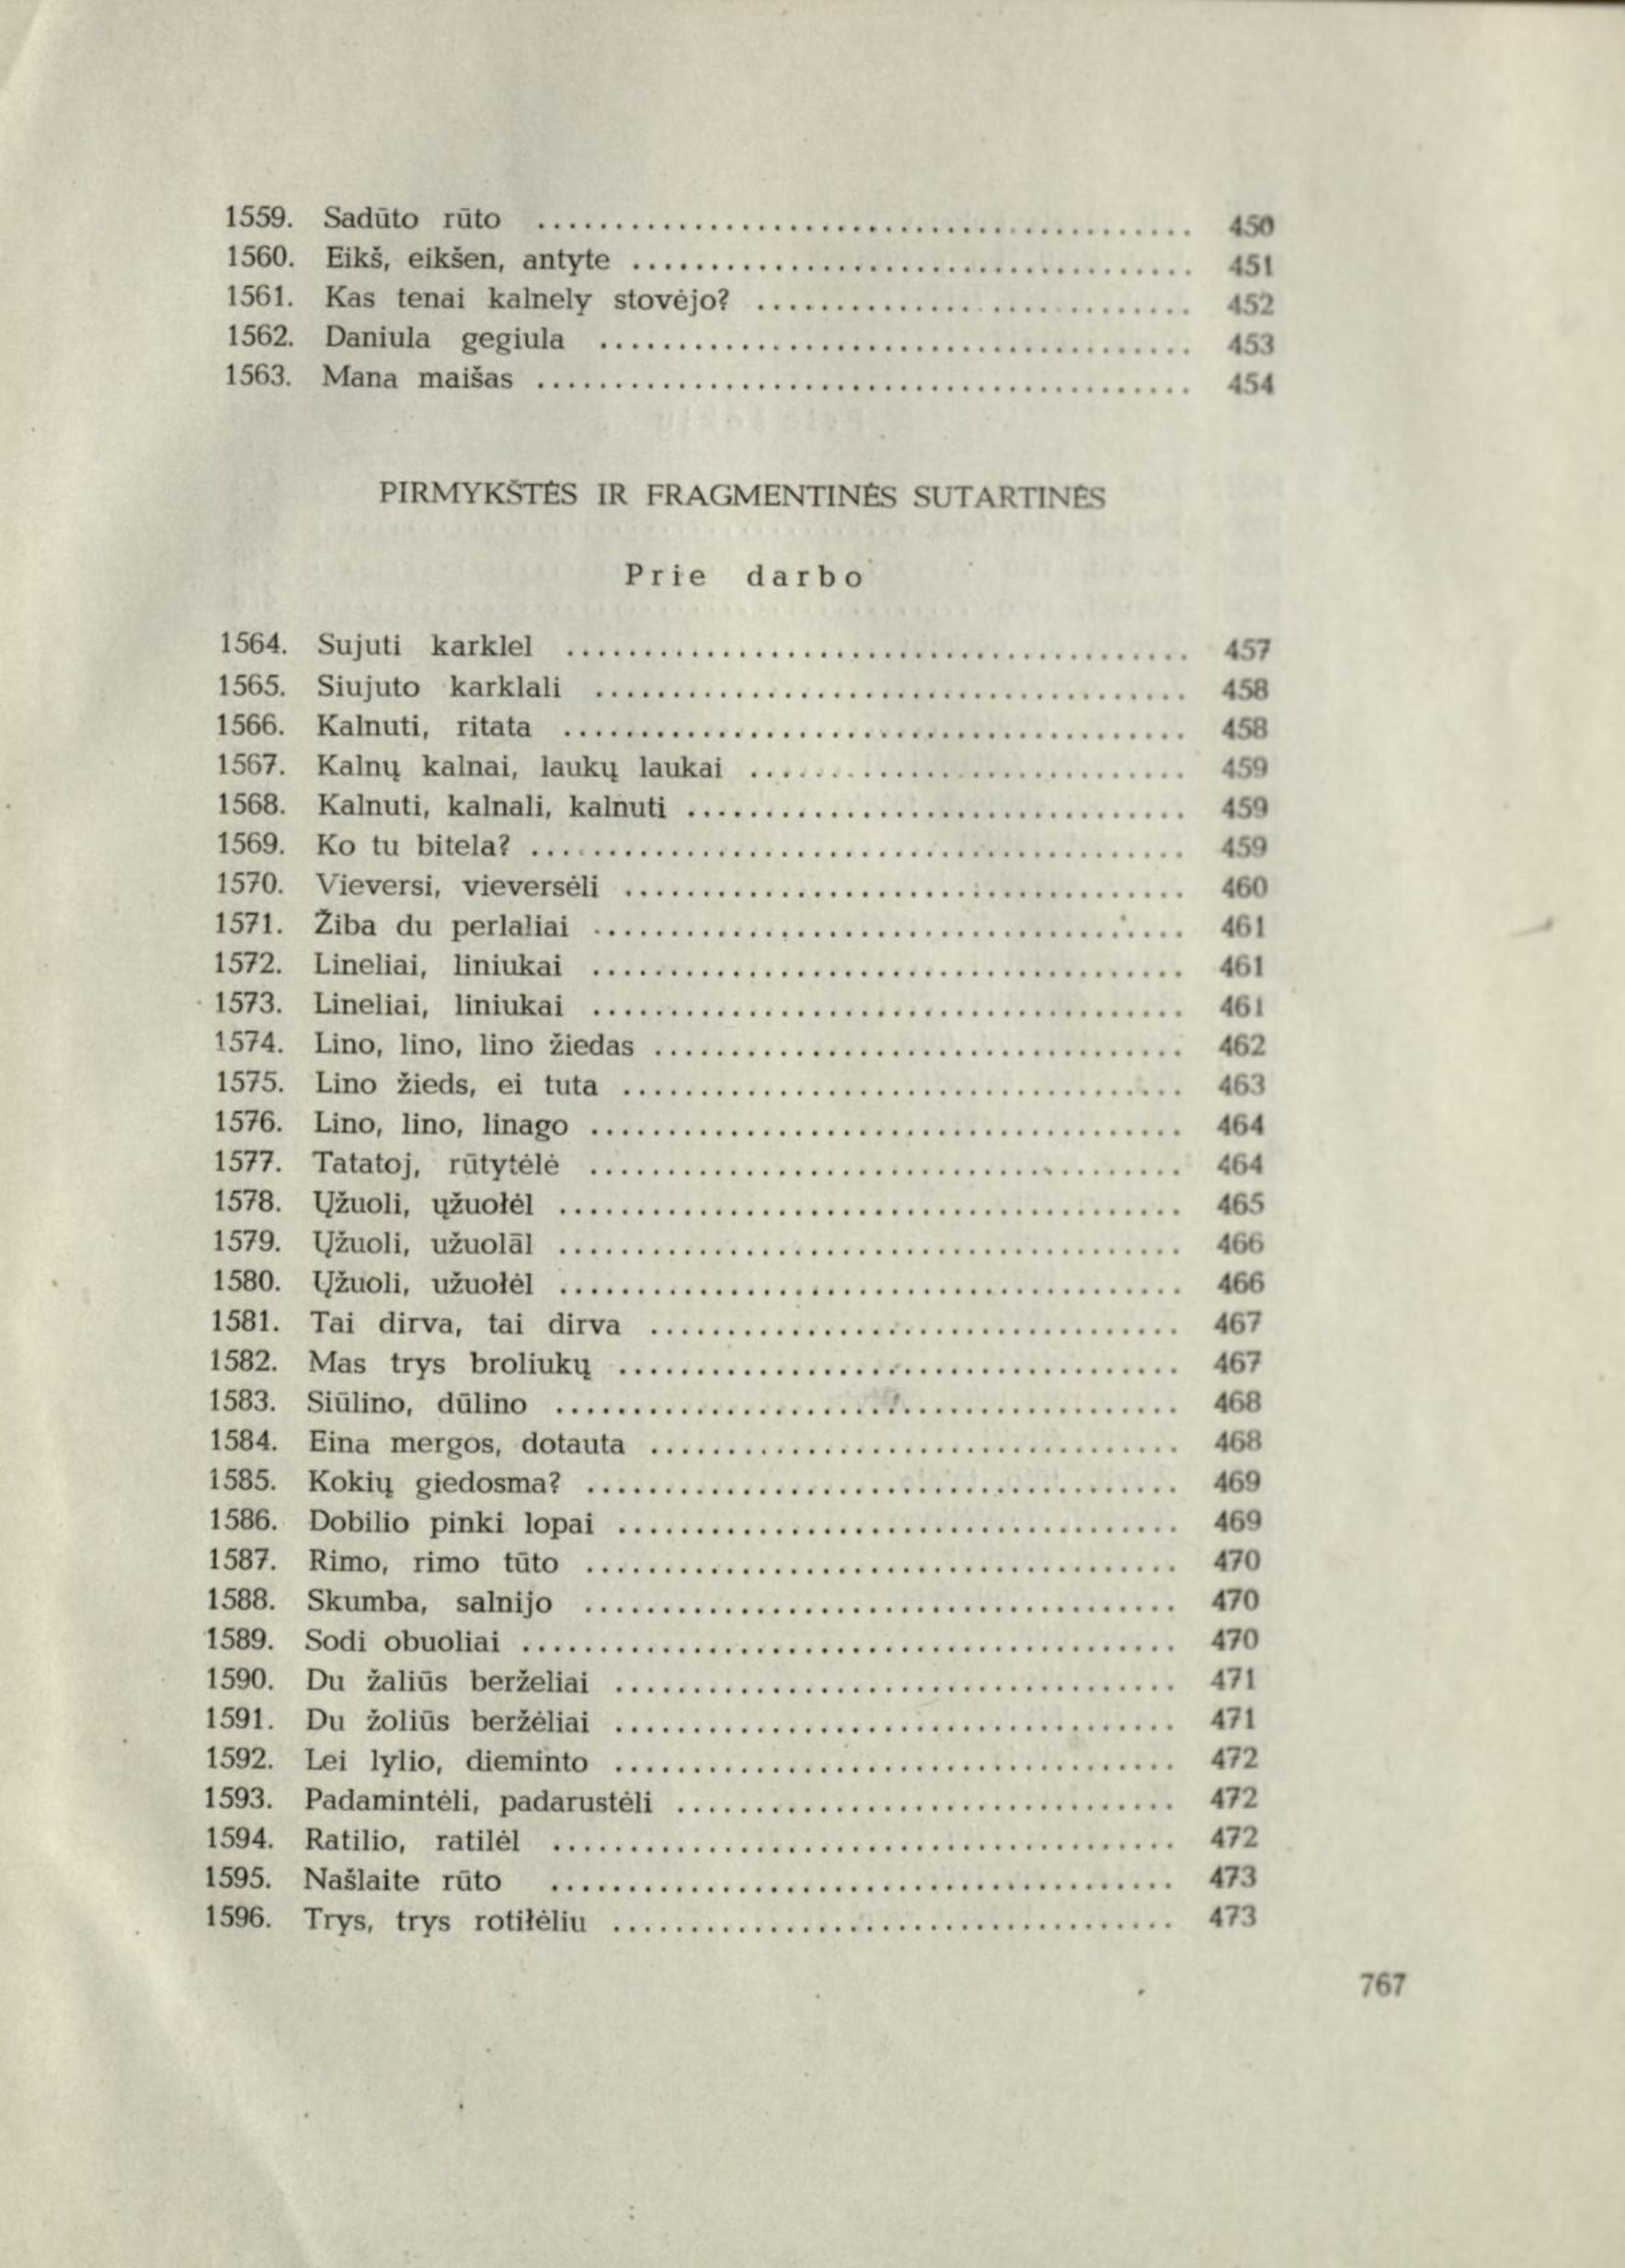 1559. Sadūto rūto ........................................ 450
1560. Eikš, eikšen, antyte ........................................ 451
1561. Kas tenai kalnely stovėjo? ........................................ 452
1562. Daniula gegiula ........................................ 453
1563. Mana maišas ........................................ 454
PIRMYKŠTĖS IR FRAGMENTINĖS SUTARTINĖS
Prie darbo
1564. Sujuti karklel ........................................ 457
1565. Siujuto karklali ........................................ 458
1566. Kalnuti, ritata ........................................ 458
1567. Kalnų kalnai, laukų laukai ........................................ 459
1568. Kalnuti, kalnali, kalnuti ........................................ 459
1569. Ko tu bitela? ........................................ 459
1570. Vieversi, vieversėli ........................................ 460
1571. Žiba du perlaliai ........................................ 461
1572. Lineliai, liniukai ........................................ 461
1573. Lineliai, liniukai ........................................ 461
1574. Lino, lino, lino žiedas ........................................ 462
1575. Lino žieds, ei tuta ........................................ 463
1576. Lino, lino, linago ........................................ 464
1577. Tatatoj, rūtytėlė ........................................ 464
1578. Ųžuoli, ųžuołėl ........................................ 465
1579. Ųžuoli, užuolāl ........................................ 466
1580. Ųžuoli, užuołėl ........................................ 466
1581. Tai dirva, tai dirva ........................................ 467
1582. Mas trys broliukų ........................................ 467
1583. Siūlino, dūlino ........................................ 468
1584. Eina mergos, dotauta ........................................ 468
1585. Kokių giedosma? ........................................ 469
1586. Dobilio pinki lopai ........................................ 469
1587. Rimo, rimo tūto ........................................ 470
1588. Skumba, salnijo ........................................ 470
1589. Sodi obuoliai ........................................ 470
1590. Du žaliūs berželiai ........................................ 471
1591. Du žoliūs beržėliai ........................................ 471
1592. Lei lylio, dieminto ........................................ 472
1593. Padamintėli, padarustėli ........................................ 472
1594. Ratilio, ratilėl ........................................ 472
1595. Našlaite rūto ........................................ 473
1596. Trys, trys rotiłėliu ........................................ 473
767